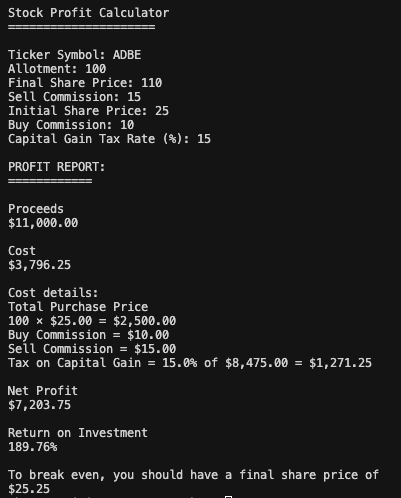 Stock Profit Calculator
=====================
Ticker Symbol: ADBE
Allotment: 100
Final Share Price: 110
Sell Commission: 15
Initial Share Price: 25
Buy Commission: 10
Capital Gain Tax Rate (%): 15
PROFIT REPORT:
============
Proceeds
$11,000.00
Cost
$3,796.25
Cost details:
Total Purchase Price
100 × $25.00 = $2,500.00
Buy Commission = $10.00
Sell Commission = $15.00
Tax on Capital Gain = 15.0% of $8,475.00 = $1,271.25
Net Profit
$7,203.75
Return on Investment
189.76%
To break even, you should have a final share price of
$25.25